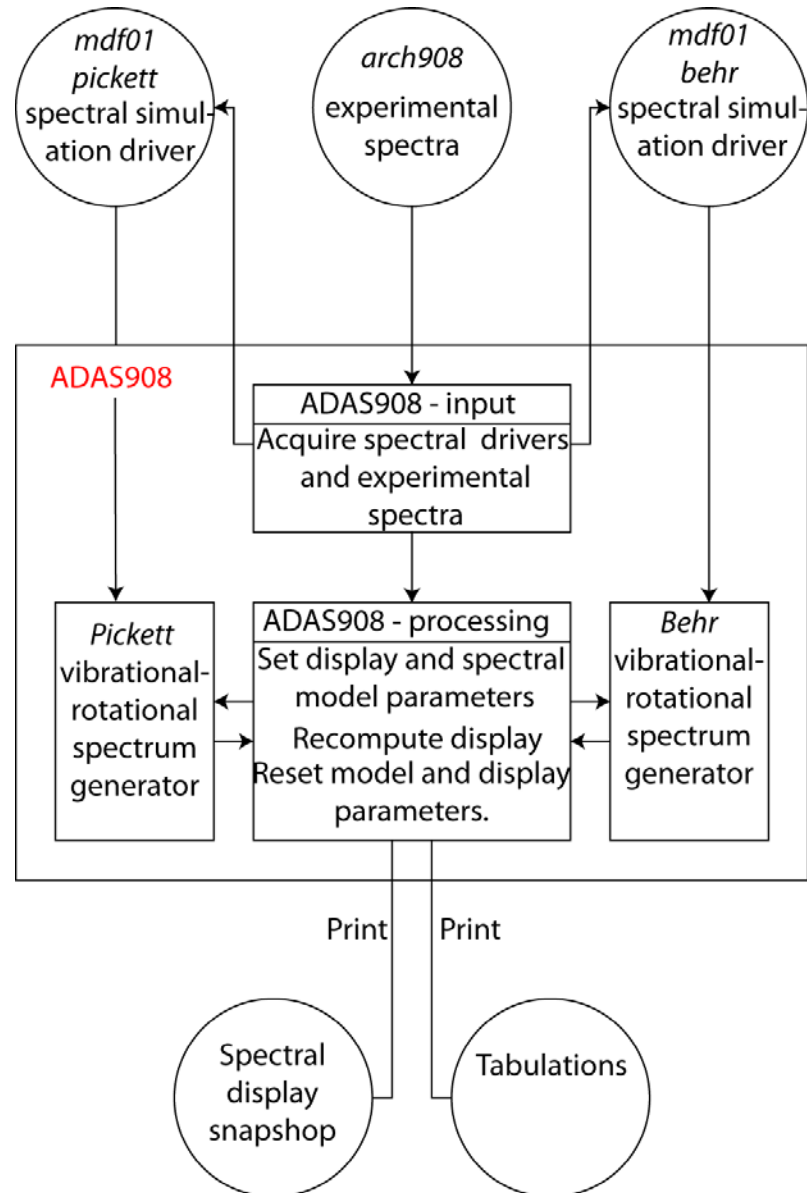 mdf01
pickett
spectral simul-
ation driver
arch908
experimental
spectra
mdf01
behr
spectral simul-
ation driver
ADAS908
ADAS908 - input
Acquire spectral drivers
and experimental
spectra
Pickett
vibrational-
rotational
spectrum
generator
ADAS908 - processing
Set display and spectral
model parameters
Recompute display
Reset model and display
parameters.
Behr
vibrational-
rotational
spectrum
generator
Print
Print
Spectral
display
snapshop
Tabulations